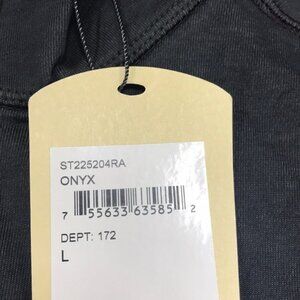 ST225204RA
ONYX
7 55633 63585 2
DEPT: 172
L